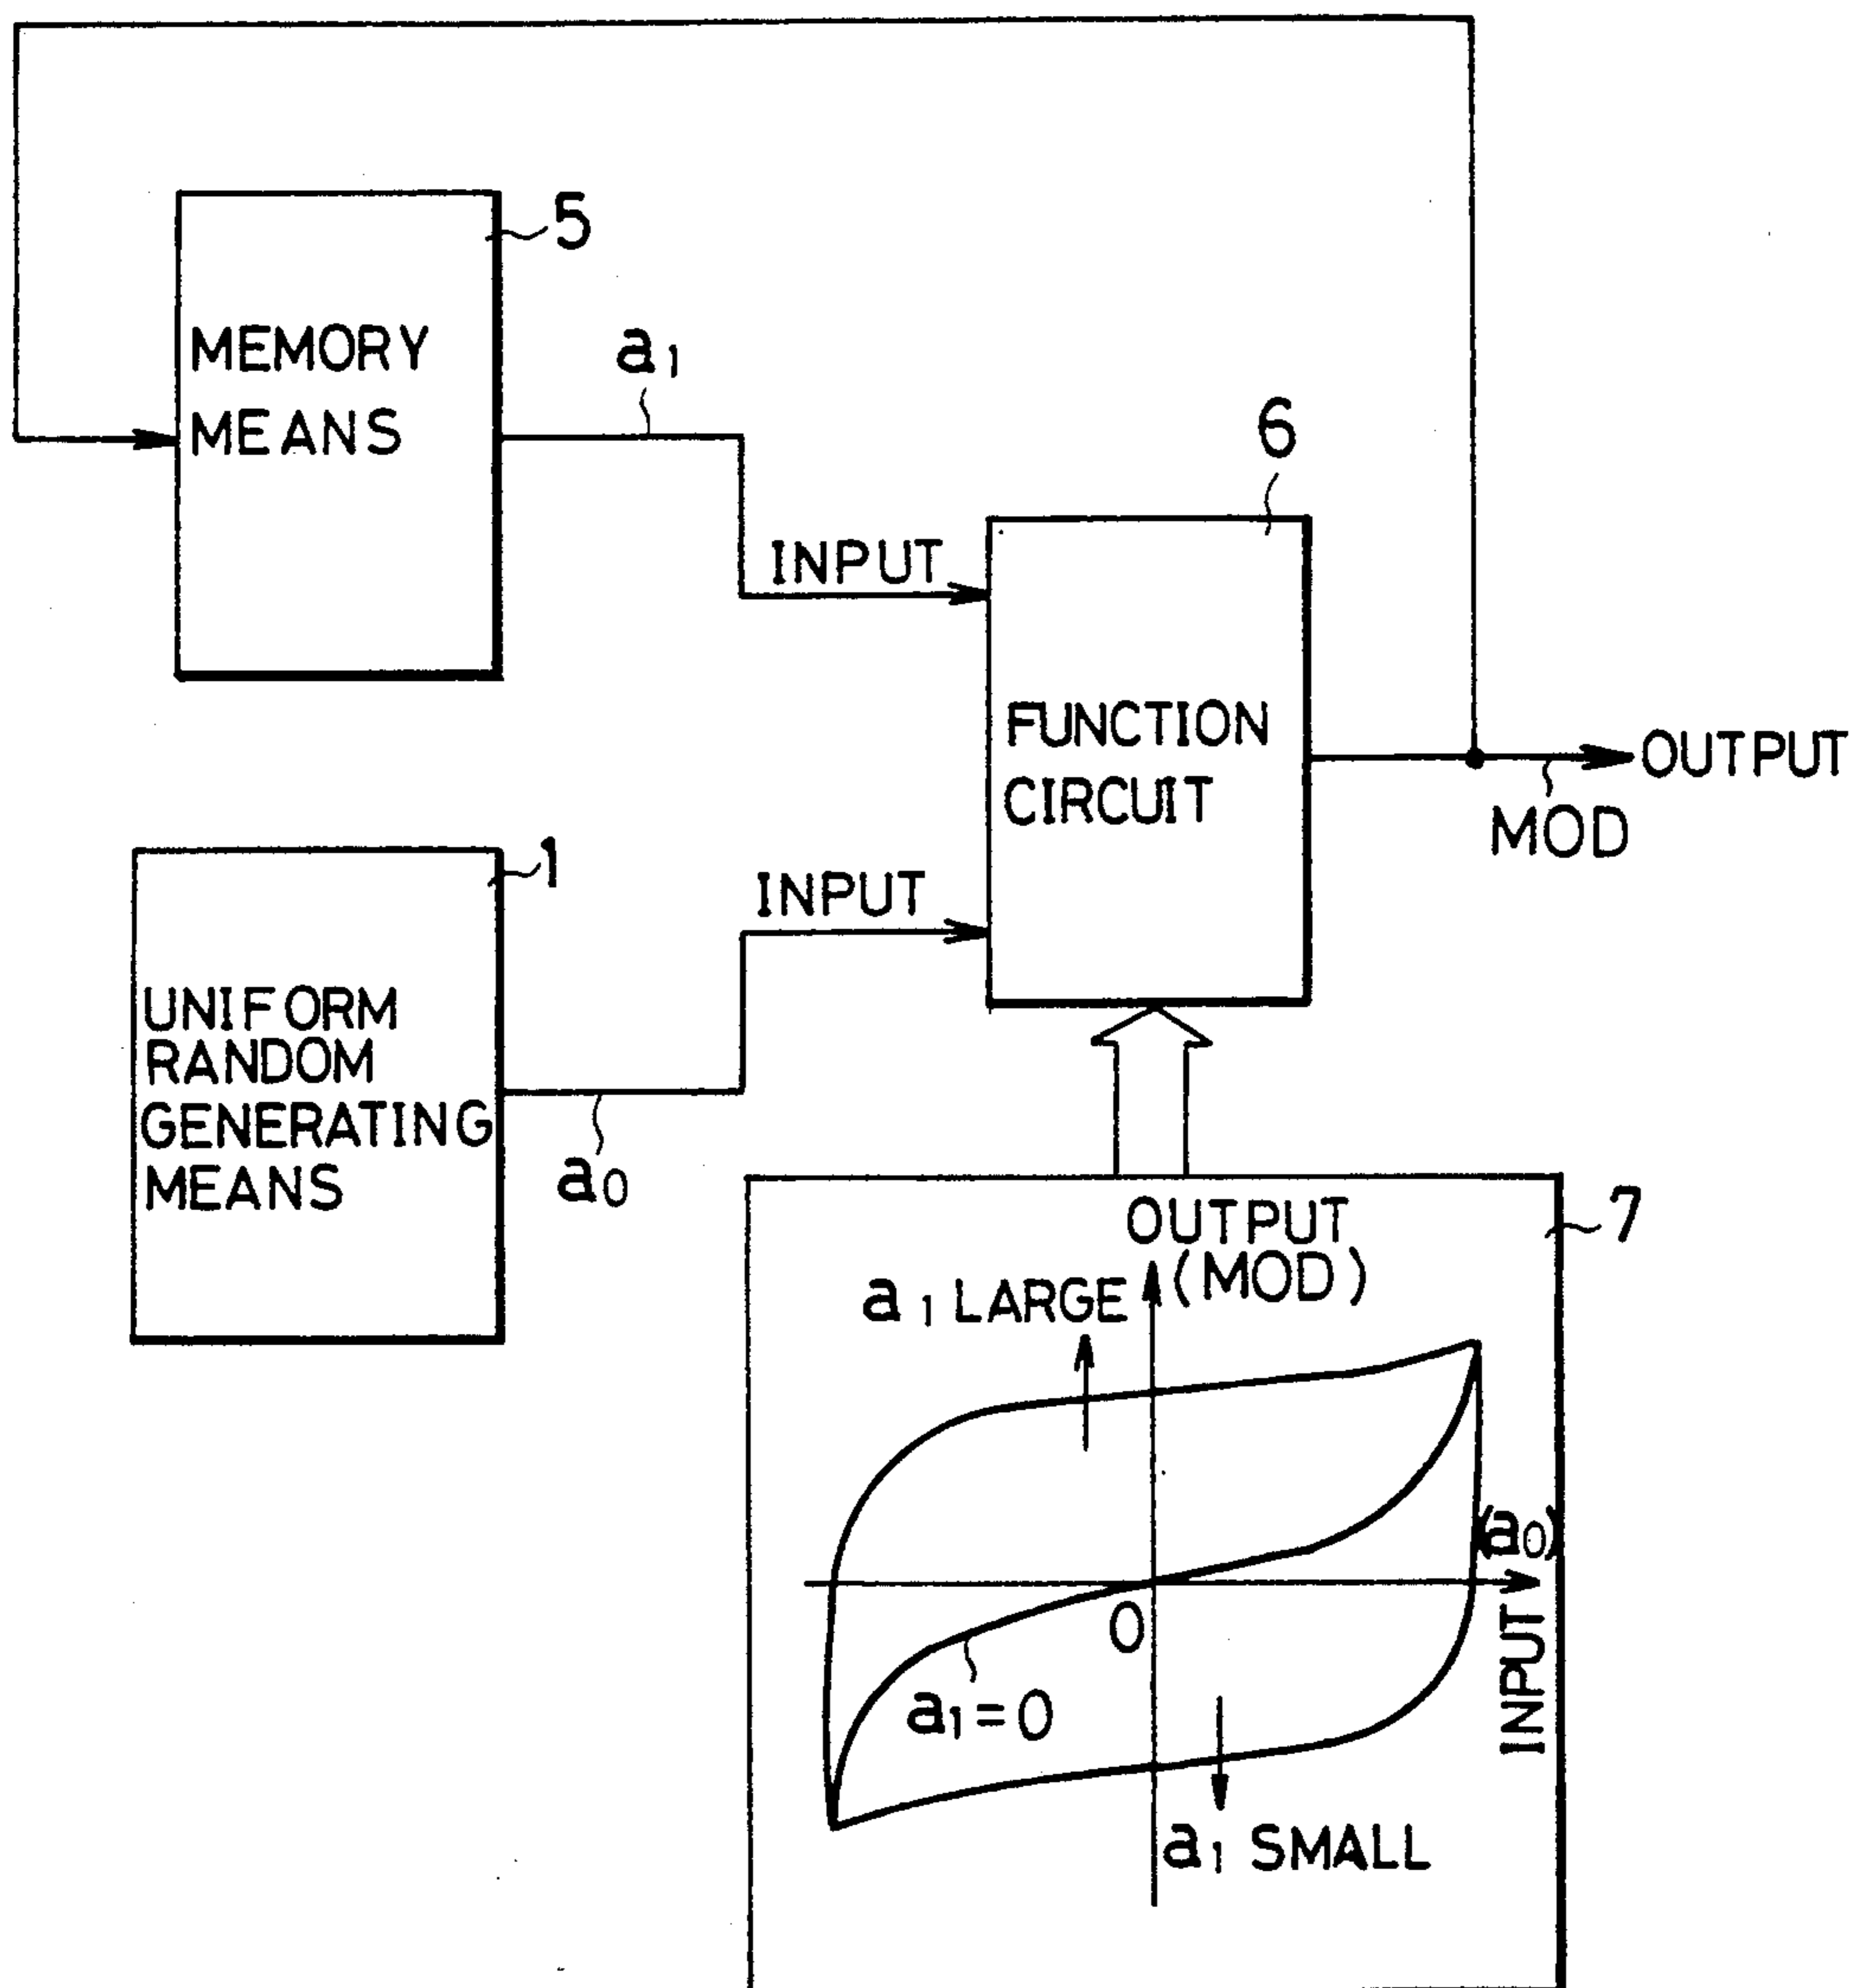 5
MEMORY
MEANS
a₁
6
INPUT
FUNCTION
CIRCUIT
OUTPUT
MOD
1
INPUT
UNIFORM
RANDOM
GENERATING
MEANS
a₀
7
OUTPUT
(MOD)
a₁ LARGE
(a₀)
INPUT
0
a₁=0
a₁ SMALL